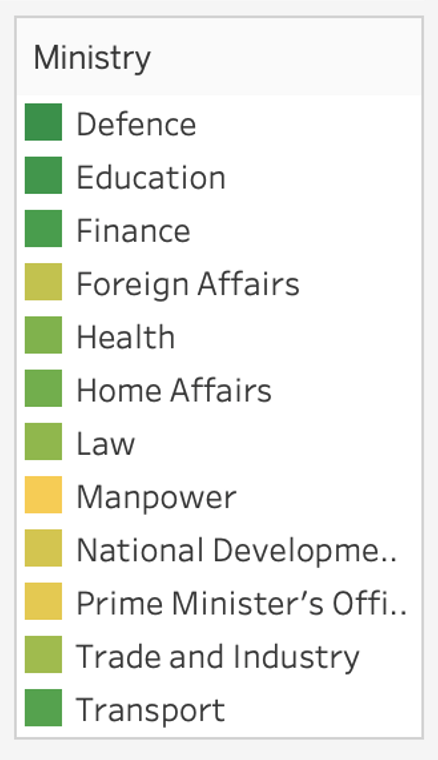 Ministry
Defence
Education
Finance
Foreign Affairs
Health
Home Affairs
Law
Manpower
National Developme..
Prime Minister’s Offi..
Trade and Industry
Transport